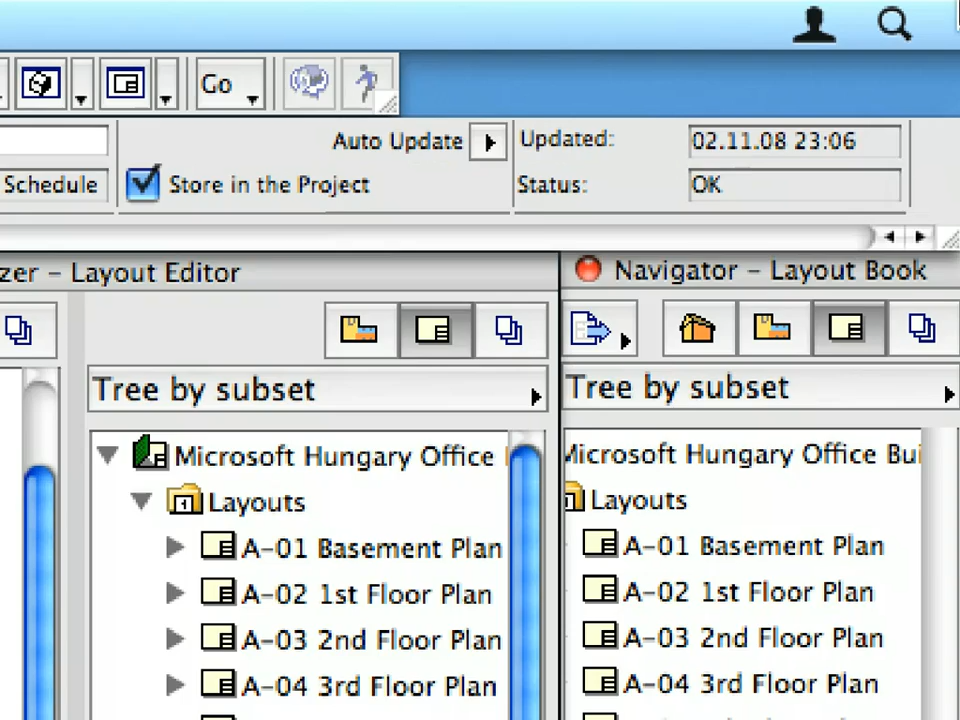 Go
Auto Update
Updated:
02.11.08 23:06
Schedule
Store in the Project
Status:
OK
zer - Layout Editor
Navigator - Layout Book
Tree by subset
Tree by subset
Microsoft Hungary Office
Microsoft Hungary Office Bui
Layouts
Layouts
A-01 Basement Plan
A-01 Basement Plan
A-02 1st Floor Plan
A-02 1st Floor Plan
A-03 2nd Floor Plan
A-03 2nd Floor Plan
A-04 3rd Floor Plan
A-04 3rd Floor Plan